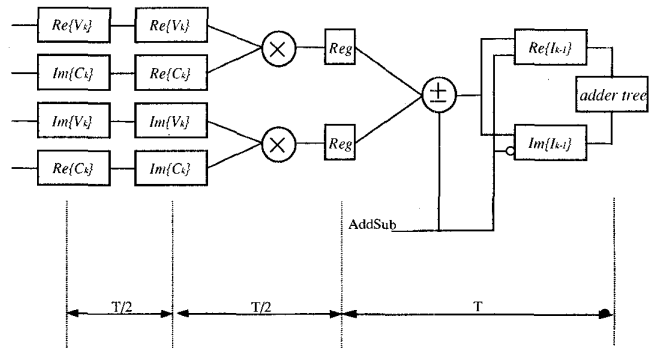 Re{Vk} Re{Vk}
Im{Ck} Re{Ck}
Im{Vk} Im{Vk}
Re{Ck} Im{Ck}
×
×
Reg
Reg
±
Re{Ik-1}
adder tree
Im{Ik-1}
AddSub
T/2 T/2 T